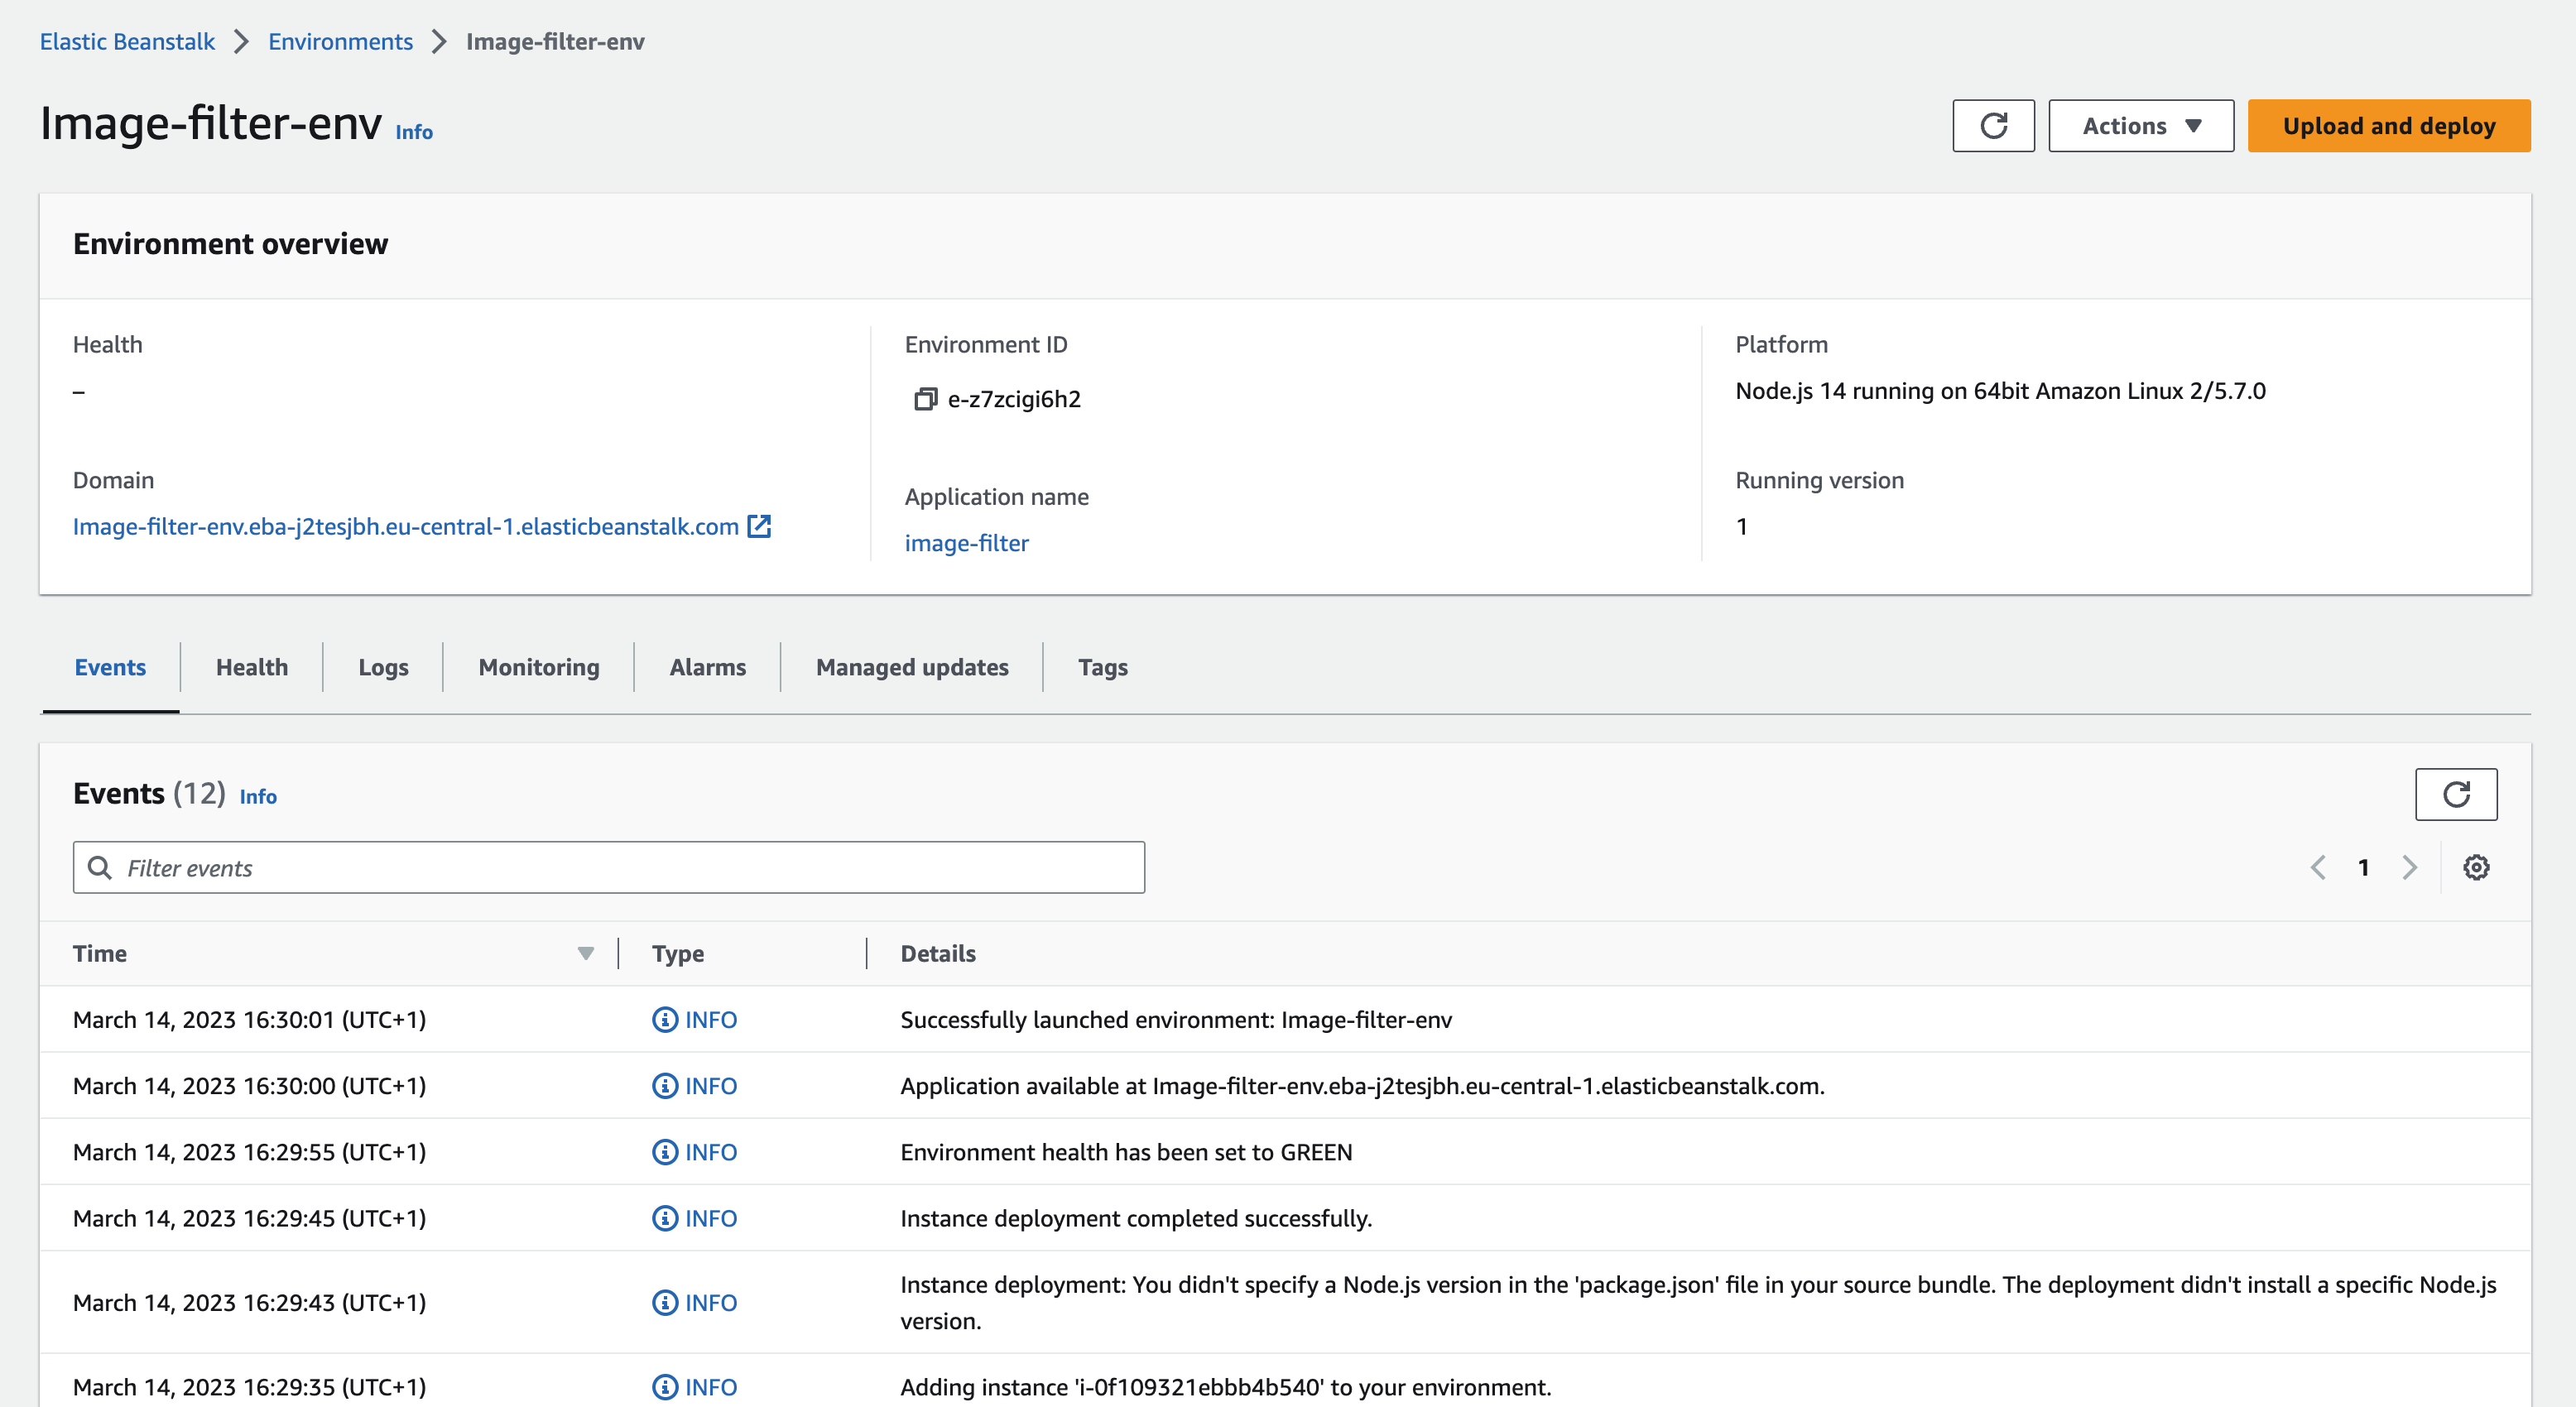 Elastic Beanstalk > Environments > Image-filter-env
Image-filter-env Info
Actions
Upload and deploy
Environment overview
Health
–
Environment ID
e-z7zcigi6h2
Platform
Node.js 14 running on 64bit Amazon Linux 2/5.7.0
Domain
Image-filter-env.eba-j2tesjbh.eu-central-1.elasticbeanstalk.com
Application name
image-filter
Running version
1
Events Health Logs Monitoring Alarms Managed updates Tags
Events (12) Info
Filter events
1
Time Type Details
March 14, 2023 16:30:01 (UTC+1) INFO Successfully launched environment: Image-filter-env
March 14, 2023 16:30:00 (UTC+1) INFO Application available at Image-filter-env.eba-j2tesjbh.eu-central-1.elasticbeanstalk.com.
March 14, 2023 16:29:55 (UTC+1) INFO Environment health has been set to GREEN
March 14, 2023 16:29:45 (UTC+1) INFO Instance deployment completed successfully.
March 14, 2023 16:29:43 (UTC+1) INFO Instance deployment: You didn't specify a Node.js version in the 'package.json' file in your source bundle. The deployment didn't install a specific Node.js
version.
March 14, 2023 16:29:35 (UTC+1) INFO Adding instance 'i-0f109321ebbb4b540' to your environment.